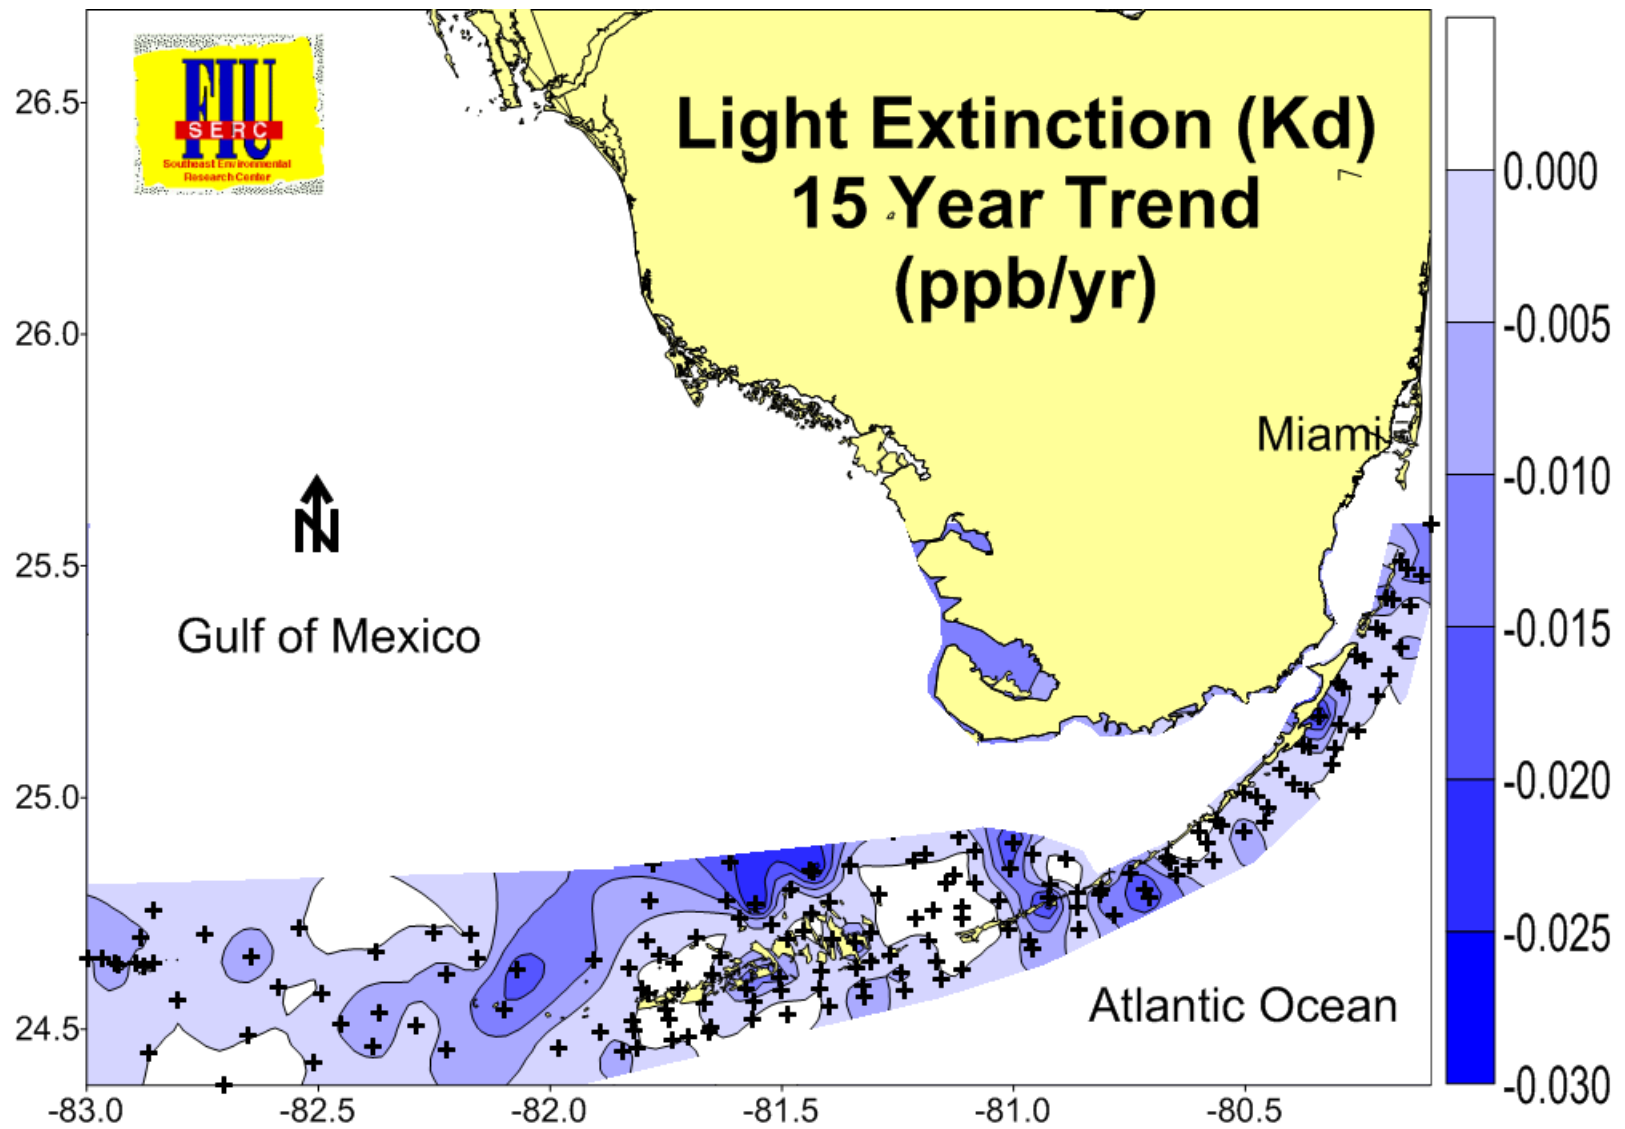 FIU
SERC
Southeast Environmental
Research Center
Light Extinction (Kd)
15 Year Trend
(ppb/yr)
Miami
N
Gulf of Mexico
Atlantic Ocean
26.5
26.0
25.5
25.0
24.5
-83.0
-82.5
-82.0
-81.5
-81.0
-80.5
0.000
-0.005
-0.010
-0.015
-0.020
-0.025
-0.030